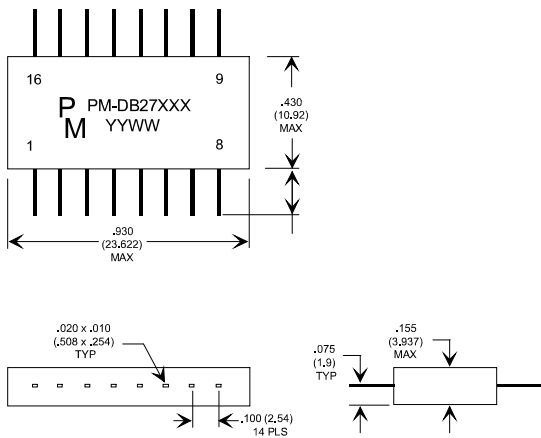 16 9
P PM-DB27XXX
M YYWW
1 8
.430
(10.92)
MAX
.930
(23.622)
MAX
.020 x .010
(.508 x .254)
TYP
.100 (2.54)
14 PLS
.075
(1.9)
TYP
.155
(3.937)
MAX